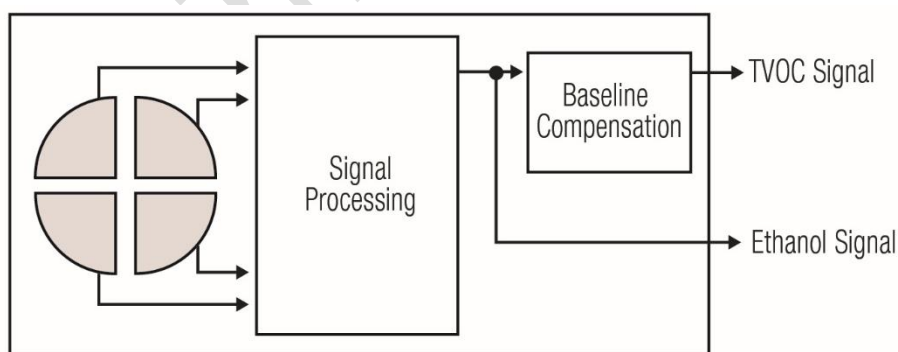 Signal
Processing
Baseline
Compensation
TVOC Signal
Ethanol Signal